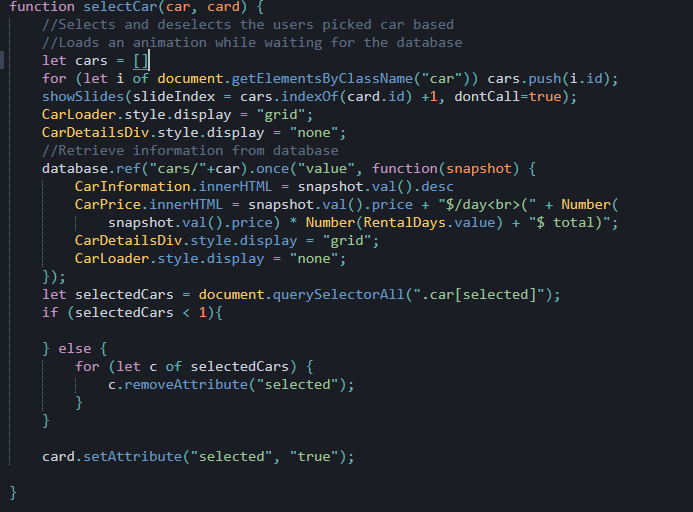 function selectCar(car, card) {
    //Selects and deselects the users picked car based
    //Loads an animation while waiting for the database
    let cars = []
    for (let i of document.getElementsByClassName("car")) cars.push(i.id);
    showSlides(slideIndex = cars.indexOf(card.id) +1, dontCall=true);
    CarLoader.style.display = "grid";
    CarDetailsDiv.style.display = "none";
    //Retrieve information from database
    database.ref("cars/"+car).once("value", function(snapshot) {
        CarInformation.innerHTML = snapshot.val().desc
        CarPrice.innerHTML = snapshot.val().price + "$/day<br>(" + Number(
            snapshot.val().price) * Number(RentalDays.value) + "$ total)";
        CarDetailsDiv.style.display = "grid";
        CarLoader.style.display = "none";
    });
    let selectedCars = document.querySelectorAll(".car[selected]");
    if (selectedCars < 1){

    } else {
        for (let c of selectedCars) {
            c.removeAttribute("selected");
        }
    }

    card.setAttribute("selected", "true");

}